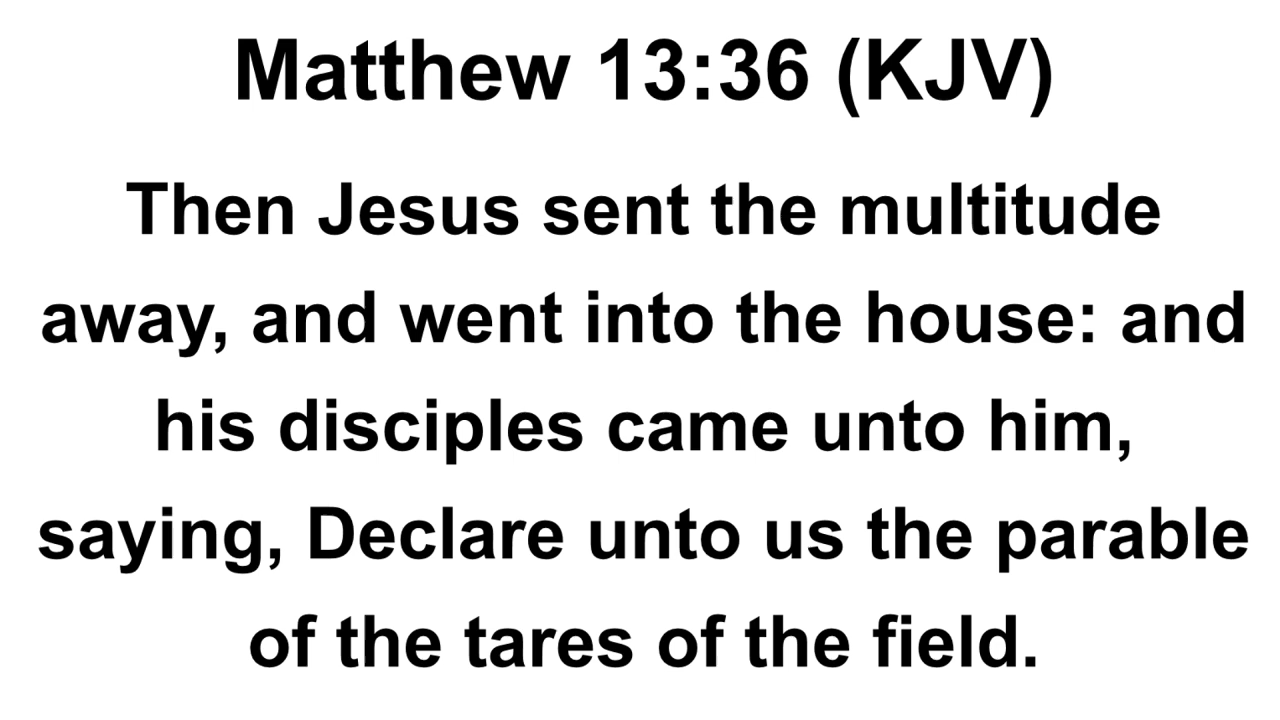 Matthew 13:36 (KJV)
Then Jesus sent the multitude
away, and went into the house: and
his disciples came unto him,
saying, Declare unto us the parable
of the tares of the field.